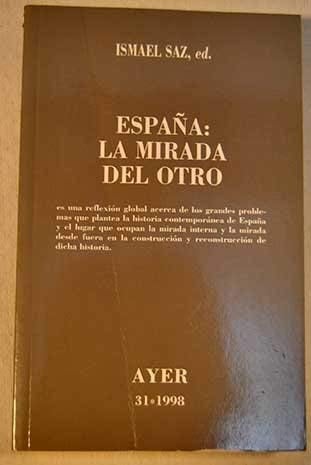 ISMAEL SAZ, ed.
ESPAÑA:
LA MIRADA
DEL OTRO
es una reflexión global acerca de los grandes proble-
mas que plantea la historia contemporánea de España
y el lugar que ocupan la mirada interna y la mirada
desde fuera en la construcción y reconstrucción de
dicha historia.
AYER
31*1998